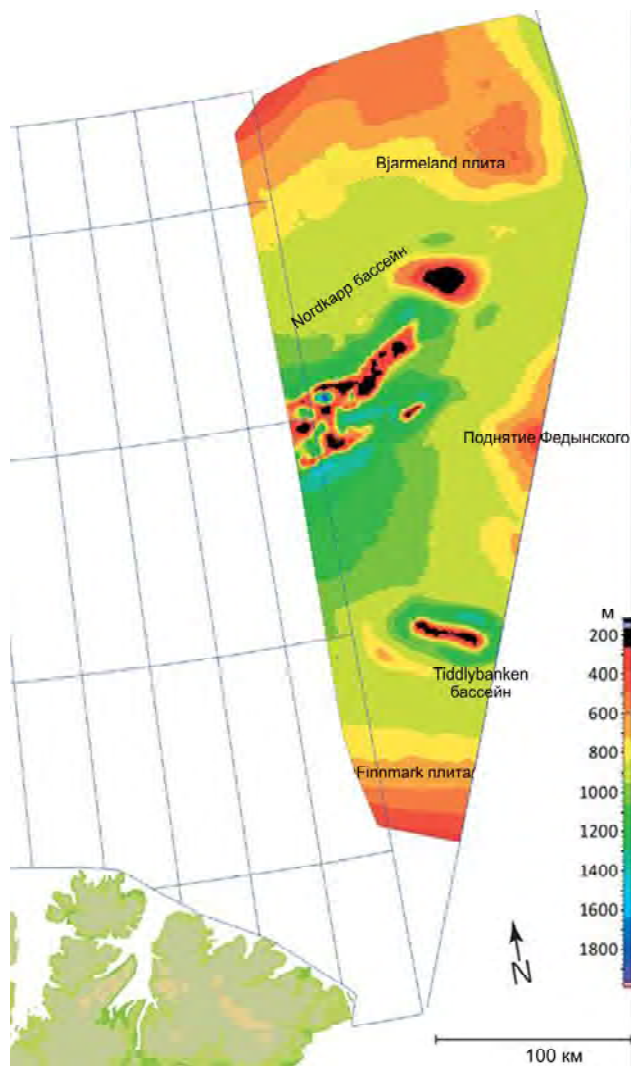 Bjarmeland плита
Nordkapp бассейн
Поднятие Федынского
м
200
400
600
800
1000
1200
1400
1600
1800
Tiddlybanken
бассейн
Finnmark плита
N
100 км